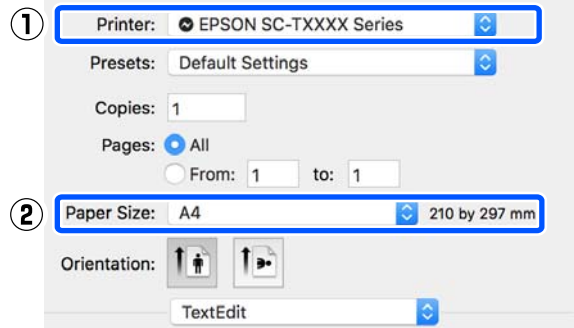 ① Printer: EPSON SC-TXXXX Series
Presets: Default Settings
Copies: 1
Pages: All
From: 1 to: 1
② Paper Size: A4 210 by 297 mm
Orientation:
TextEdit